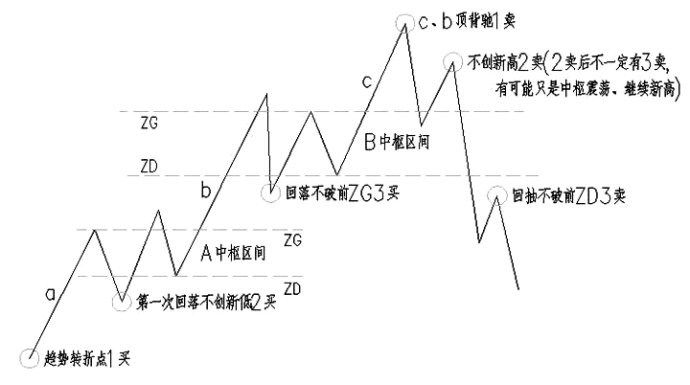 c、b 顶背驰1卖
不创新高2卖(2卖后不一定有3卖,
有可能只是中枢震荡、继续新高)
c
ZG
B中枢区间
ZD
b
回落不破前ZG3买
回抽不破前ZD3卖
ZG
A中枢区间
ZD
a
第一次回落不创新低2买
趋势转折点1买